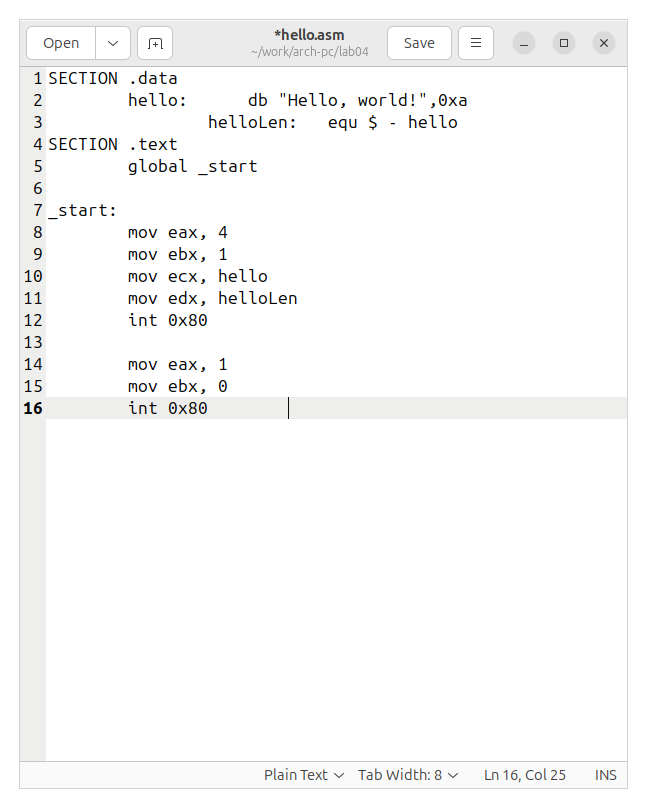 Open
*hello.asm
~/work/arch-pc/lab04
Save
1 SECTION .data
2 hello: db "Hello, world!",0xa
3 helloLen: equ $ - hello
4 SECTION .text
5 global _start
6
7 _start:
8 mov eax, 4
9 mov ebx, 1
10 mov ecx, hello
11 mov edx, helloLen
12 int 0x80
13
14 mov eax, 1
15 mov ebx, 0
16 int 0x80
Plain Text Tab Width: 8 Ln 16, Col 25 INS